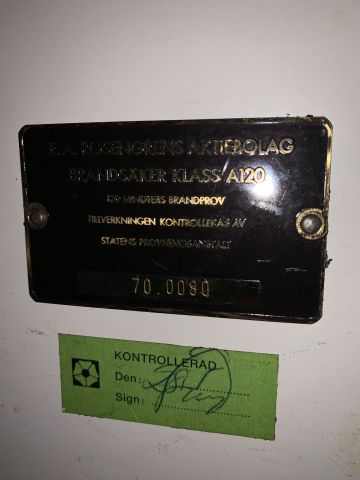 E.A. ROSENGRENS AKTIEBOLAG
BRANDSÄKER KLASS A120
120 MINUTERS BRANDPROV
TILLVERKNINGEN KONTROLLERAS AV
STATENS PROVNINGSANSTALT
70.0080
KONTROLLERAD
Den:
Sign: